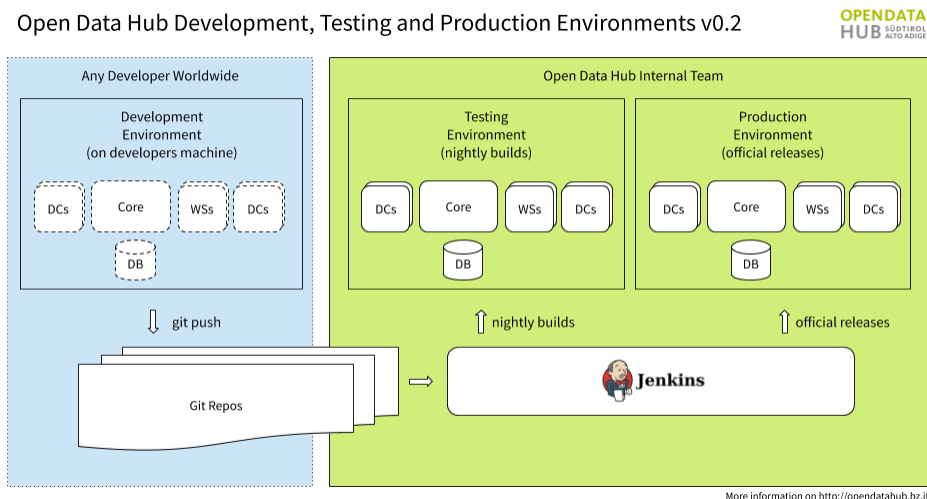 Open Data Hub Development, Testing and Production Environments v0.2
OPENDATA
HUB SÜDTIROL
ALTO ADIGE
Any Developer Worldwide
Development
Environment
(on developers machine)
DCs
Core
WSs
DCs
DB
git push
Git Repos
Open Data Hub Internal Team
Testing
Environment
(nightly builds)
DCs
Core
WSs
DCs
DB
Production
Environment
(official releases)
DCs
Core
WSs
DCs
DB
nightly builds
official releases
Jenkins
More information on http://opendatahub.bz.it